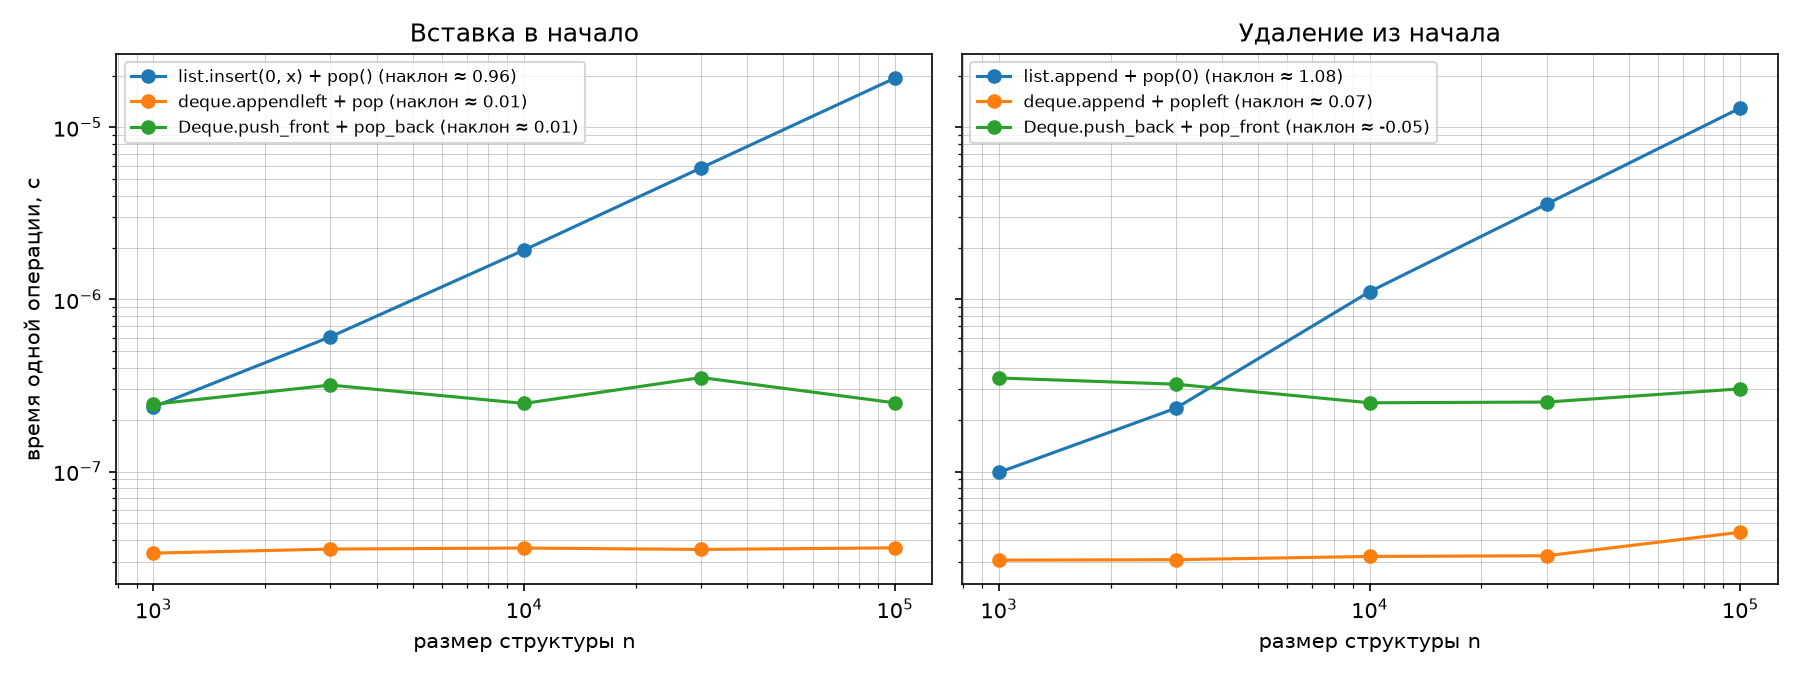 Вставка в начало
list.insert(0, x) + pop() (наклон ≈ 0.96)
deque.appendleft + pop (наклон ≈ 0.01)
Deque.push_front + pop_back (наклон ≈ 0.01)
время одной операции, с
10⁻⁵
10⁻⁶
10⁻⁷
10³
10⁴
10⁵
размер структуры n
Удаление из начала
list.append + pop(0) (наклон ≈ 1.08)
deque.append + popleft (наклон ≈ 0.07)
Deque.push_back + pop_front (наклон ≈ -0.05)
10³
10⁴
10⁵
размер структуры n